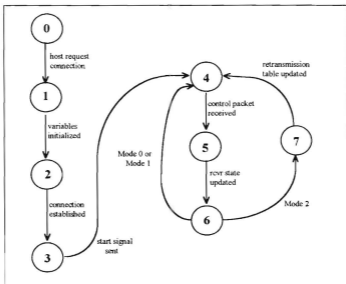 0
host request
connection
1
variables
initialized
2
connection
established
3
start signal
sent
Mode 0 or
Mode 1
4
control packet
received
5
rcvr state
updated
6
Mode 2
7
retransmission
table updated